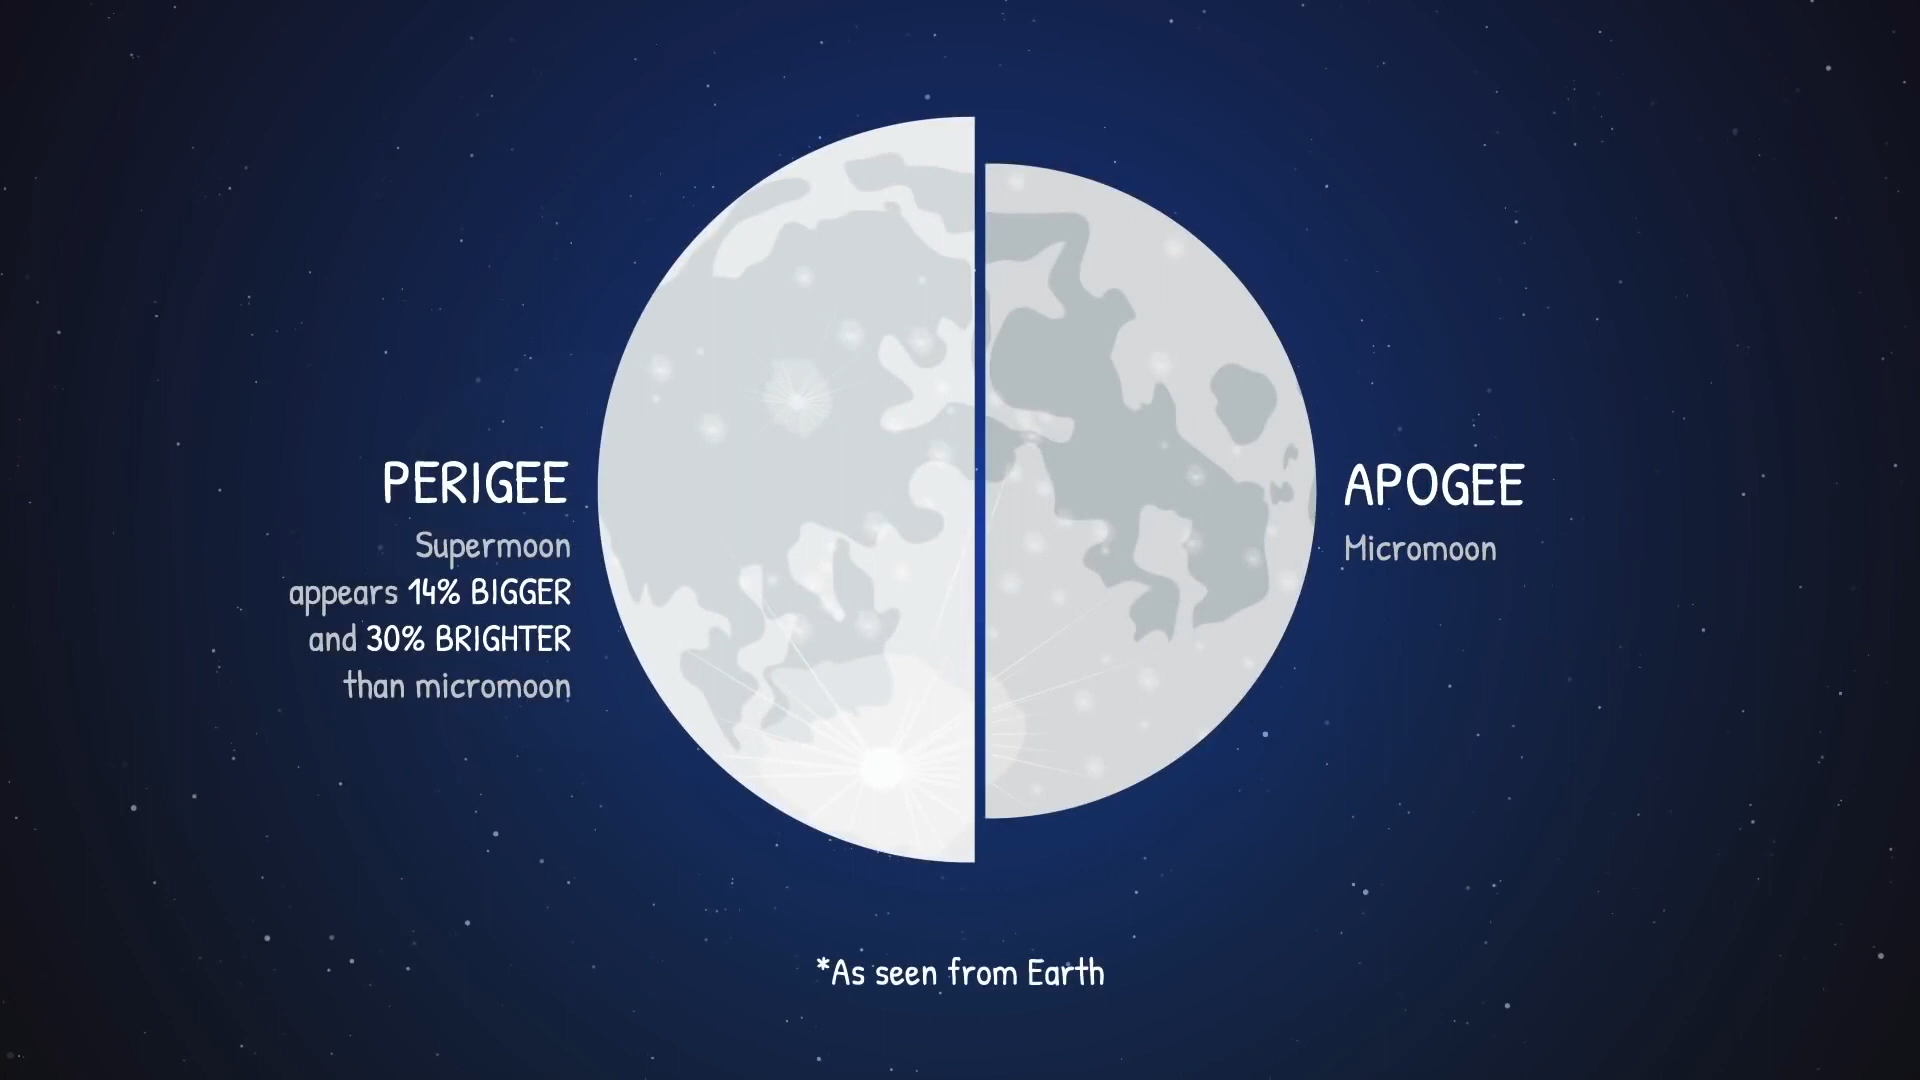 PERIGEE
Supermoon
appears 14% BIGGER
and 30% BRIGHTER
than micromoon
APOGEE
Micromoon
*As seen from Earth